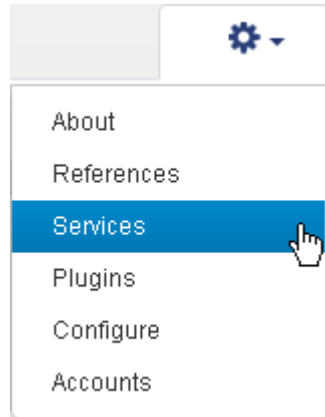 About
References
Services
Plugins
Configure
Accounts